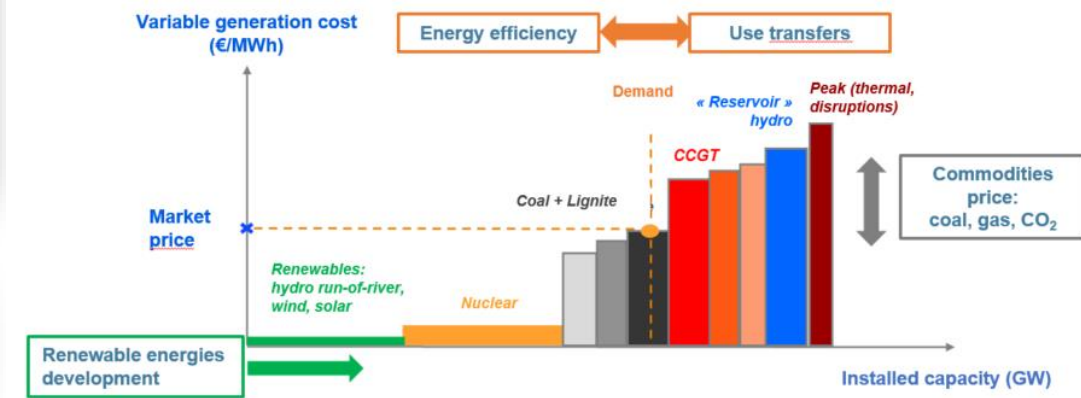 Variable generation cost
(€/MWh)
Energy efficiency
Use transfers
Demand
« Reservoir »
hydro
Peak (thermal,
disruptions)
CCGT
Coal + Lignite
Commodities
price:
coal, gas, CO₂
Market
price
Renewables:
hydro run-of-river,
wind, solar
Nuclear
Renewable energies
development
Installed capacity (GW)